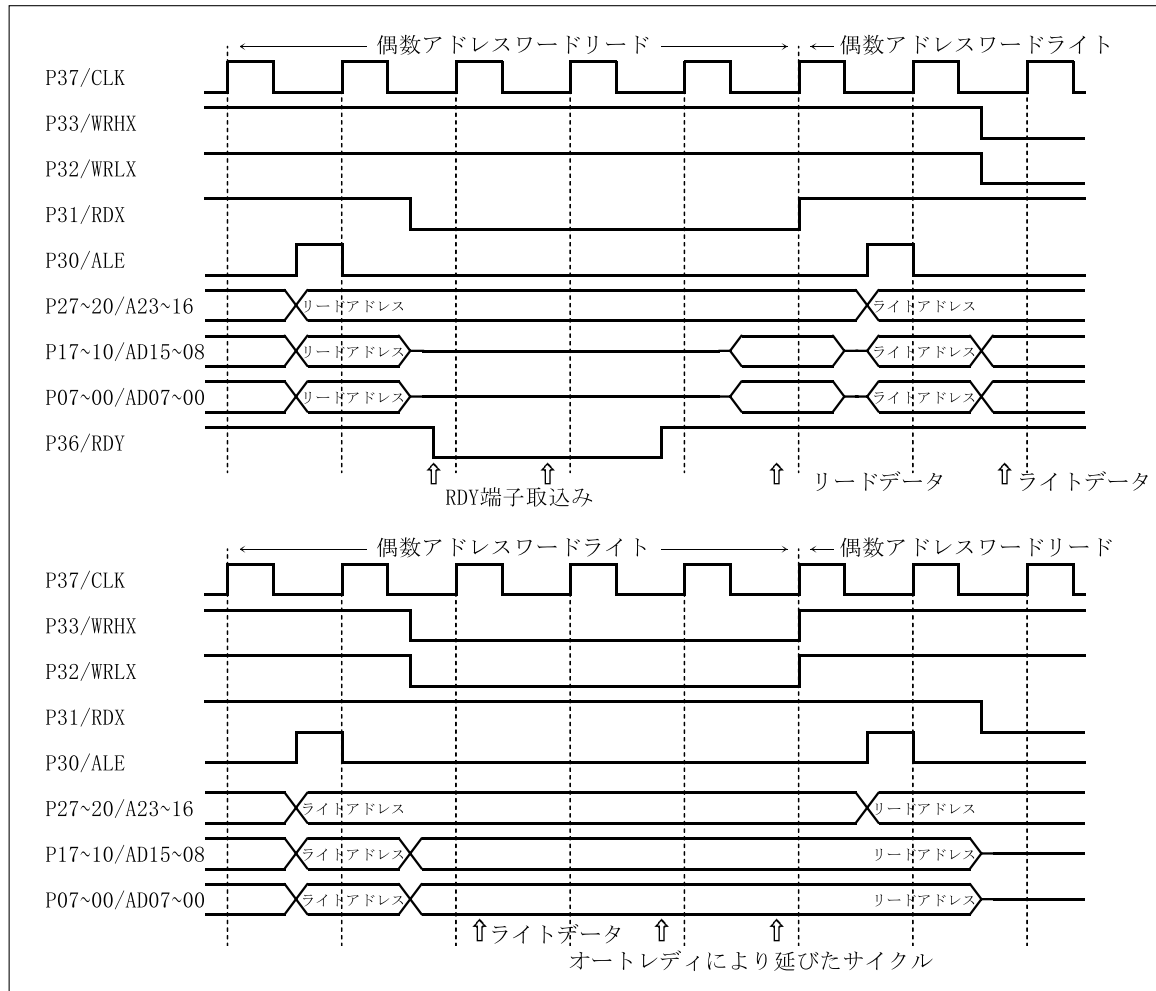 偶数アドレスワードリード 偶数アドレスワードライト
P37/CLK
P33/WRHX
P32/WRLX
P31/RDX
P30/ALE
P27~20/A23~16 リードアドレス ライトアドレス
P17~10/AD15~08 リードアドレス ライトアドレス
P07~00/AD07~00 リードアドレス ライトアドレス
P36/RDY
RDY端子取込み リードデータ ライトデータ
偶数アドレスワードライト 偶数アドレスワードリード
P37/CLK
P33/WRHX
P32/WRLX
P31/RDX
P30/ALE
P27~20/A23~16 ライトアドレス リードアドレス
P17~10/AD15~08 ライトアドレス リードアドレス
P07~00/AD07~00 ライトアドレス リードアドレス
ライトデータ
オートレディにより延びたサイクル